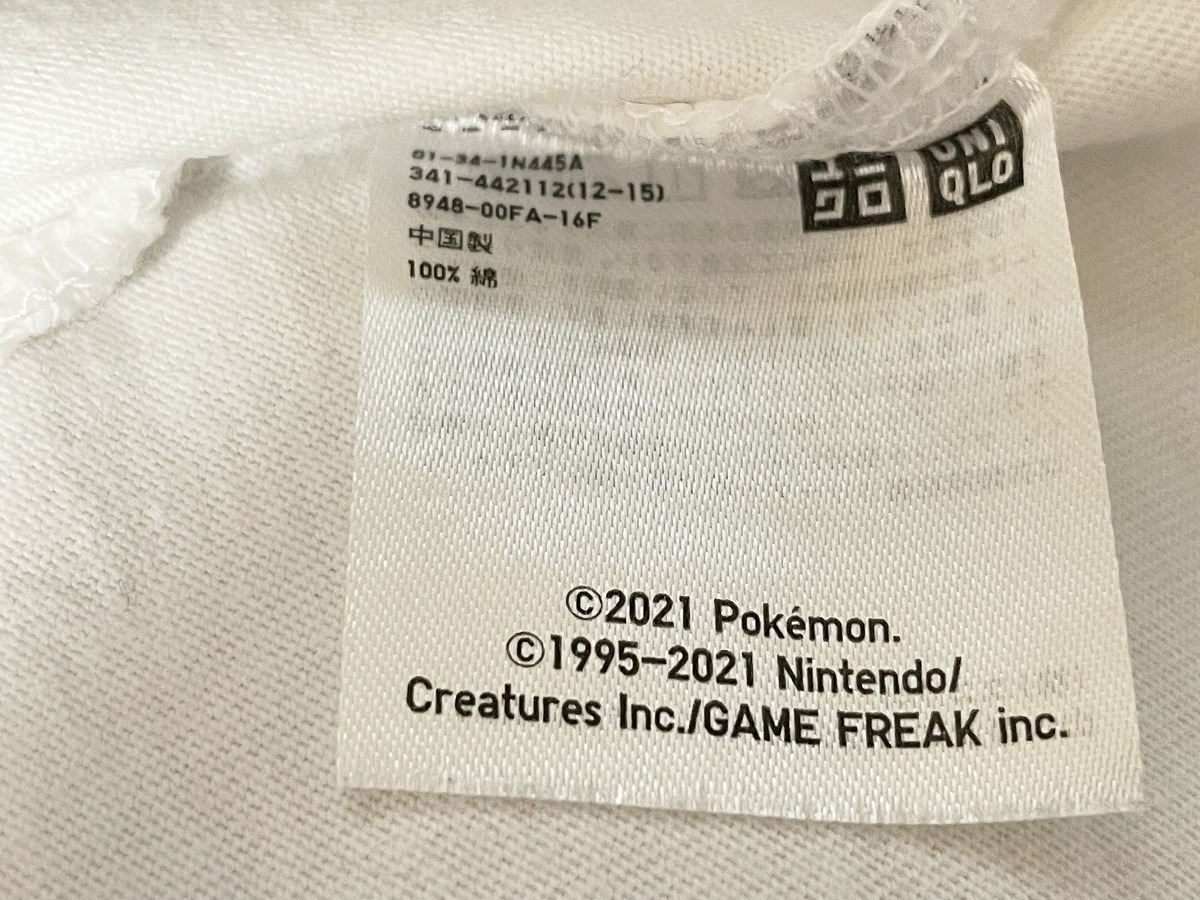 01-34-1N445A
341-442112(12-15)
8948-00FA-16F
中国製
100% 綿
ユニ
クロ
UNI
QLO
©2021 Pokémon.
©1995–2021 Nintendo/
Creatures Inc./GAME FREAK inc.